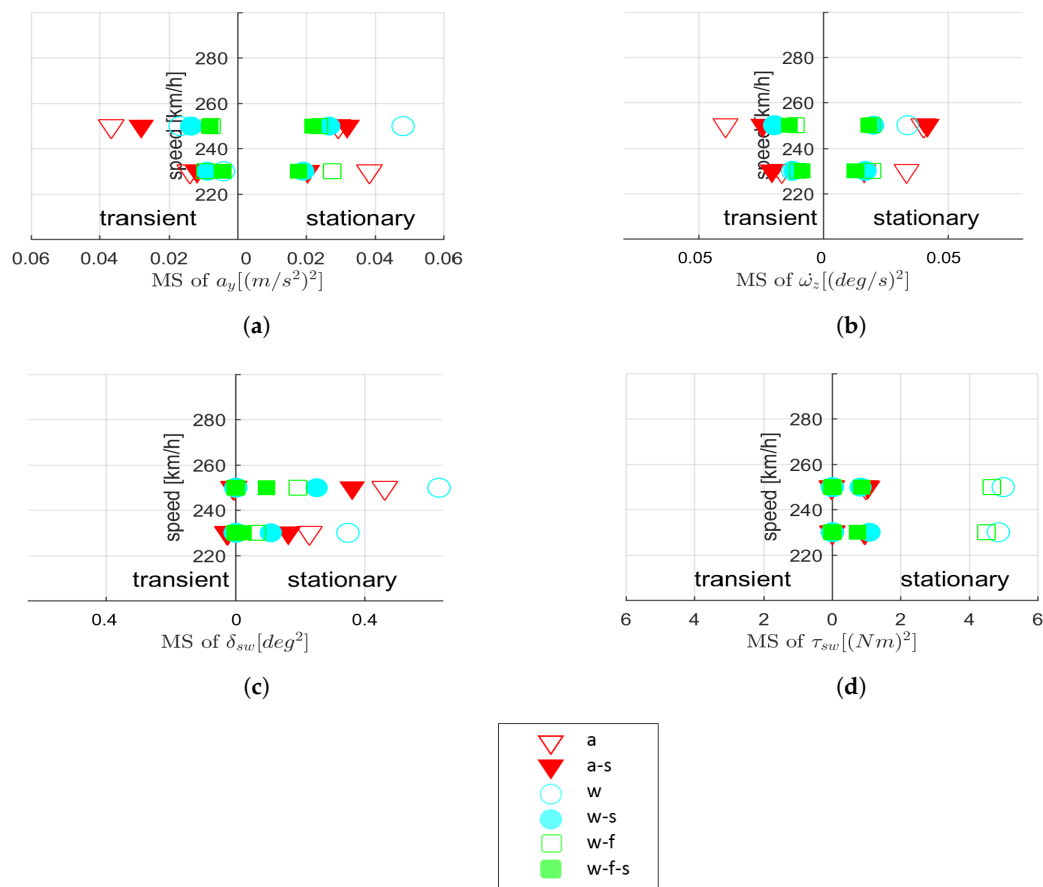 280
260
240
220
speed [km/h]
transient
stationary
0.06 0.04 0.02 0 0.02 0.04 0.06
MS of a_y[(m/s²)²]
(a)
280
260
240
220
speed [km/h]
transient
stationary
0.05 0 0.05
MS of ω̇_z[(deg/s)²]
(b)
280
260
240
220
speed [km/h]
transient
stationary
0.4 0 0.4
MS of δ_sw[deg²]
(c)
280
260
240
220
speed [km/h]
transient
stationary
6 4 2 0 2 4 6
MS of τ_sw[(Nm)²]
(d)
a
a-s
w
w-s
w-f
w-f-s